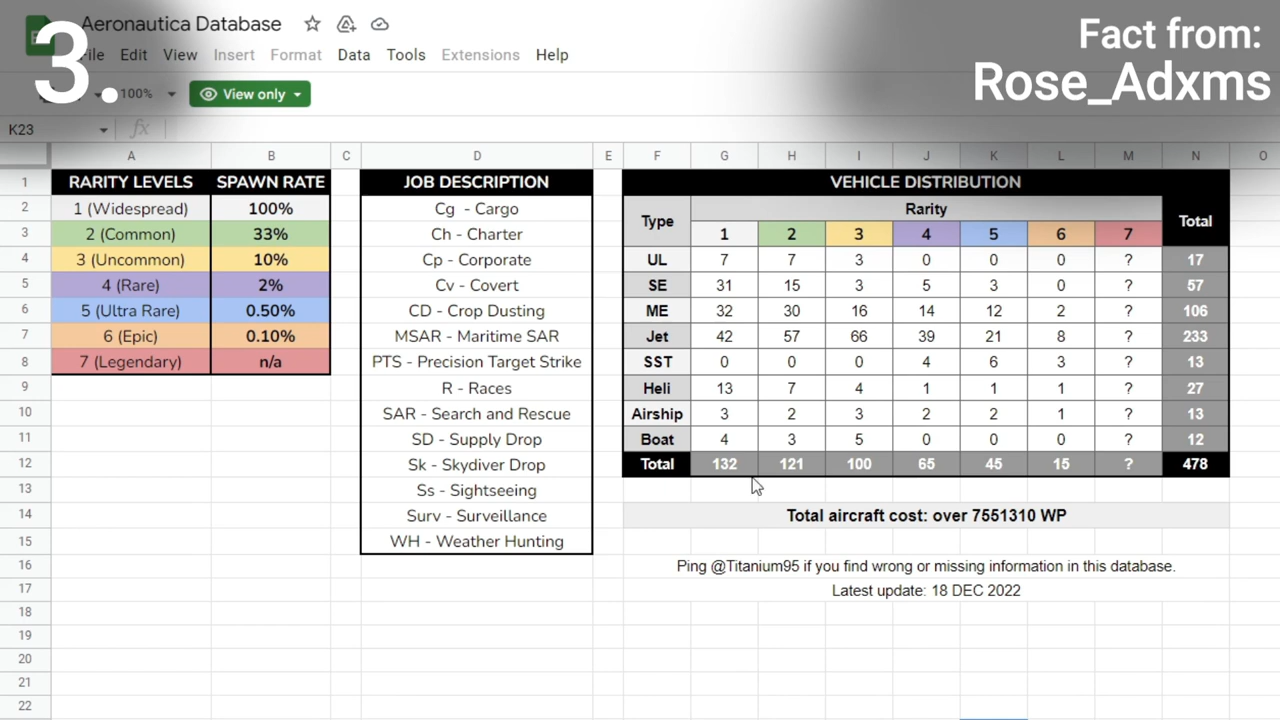 3.
Aeronautica Database
Fact from:
Rose_Adxms
File Edit View Insert Format Data Tools Extensions Help
100% View only
K23 fx
A B C D E F G H I J K L M N O
1 RARITY LEVELS SPAWN RATE JOB DESCRIPTION VEHICLE DISTRIBUTION
2 1 (Widespread) 100% Cg - Cargo Type Rarity Total
3 2 (Common) 33% Ch - Charter 1 2 3 4 5 6 7
4 3 (Uncommon) 10% Cp - Corporate UL 7 7 3 0 0 0 ? 17
5 4 (Rare) 2% Cv - Covert SE 31 15 3 5 3 0 ? 57
6 5 (Ultra Rare) 0.50% CD - Crop Dusting ME 32 30 16 14 12 2 ? 106
7 6 (Epic) 0.10% MSAR - Maritime SAR Jet 42 57 66 39 21 8 ? 233
8 7 (Legendary) n/a PTS - Precision Target Strike SST 0 0 0 4 6 3 ? 13
9 R - Races Heli 13 7 4 1 1 1 ? 27
10 SAR - Search and Rescue Airship 3 2 3 2 2 1 ? 13
11 SD - Supply Drop Boat 4 3 5 0 0 0 ? 12
12 Sk - Skydiver Drop Total 132 121 100 65 45 15 ? 478
13 Ss - Sightseeing
14 Surv - Surveillance Total aircraft cost: over 7551310 WP
15 WH - Weather Hunting
16 Ping @Titanium95 if you find wrong or missing information in this database.
17 Latest update: 18 DEC 2022
18
19
20
21
22